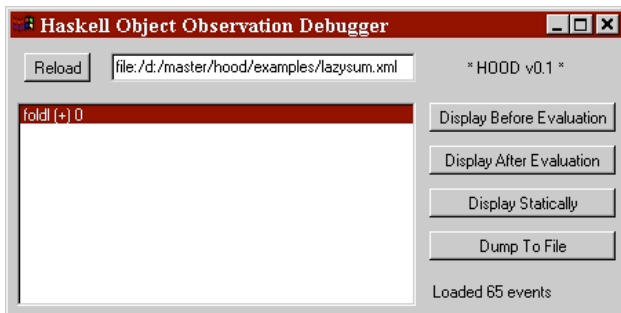 Haskell Object Observation Debugger
Reload
file:/d:/master/hood/examples/lazysum.xml
* HOOD v0.1 *
foldl (+) 0
Display Before Evaluation
Display After Evaluation
Display Statically
Dump To File
Loaded 65 events